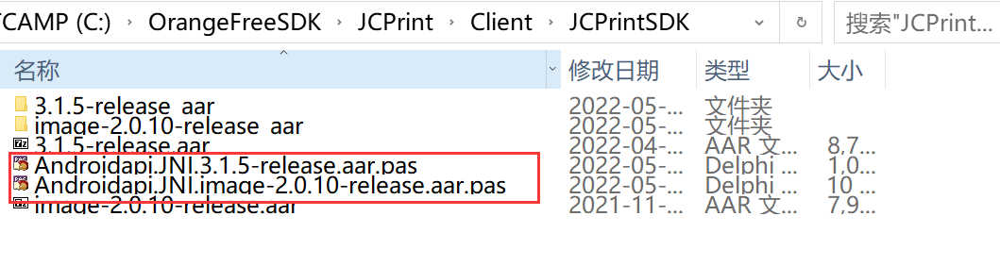 TCAMP (C:) › OrangeFreeSDK › JCPrint › Client › JCPrintSDK 搜索"JCPrint...
名称 修改日期 类型 大小
3.1.5-release_aar 2022-05-... 文件夹
image-2.0.10-release_aar 2022-05-... 文件夹
3.1.5-release.aar 2022-04-... AAR 文... 8,7
Androidapi.JNI.3.1.5-release.aar.pas 2022-05-... Delphi ... 1,0
Androidapi.JNI.image-2.0.10-release.aar.pas 2022-05-... Delphi ... 10
image-2.0.10-release.aar 2021-11-... AAR 文... 7,9